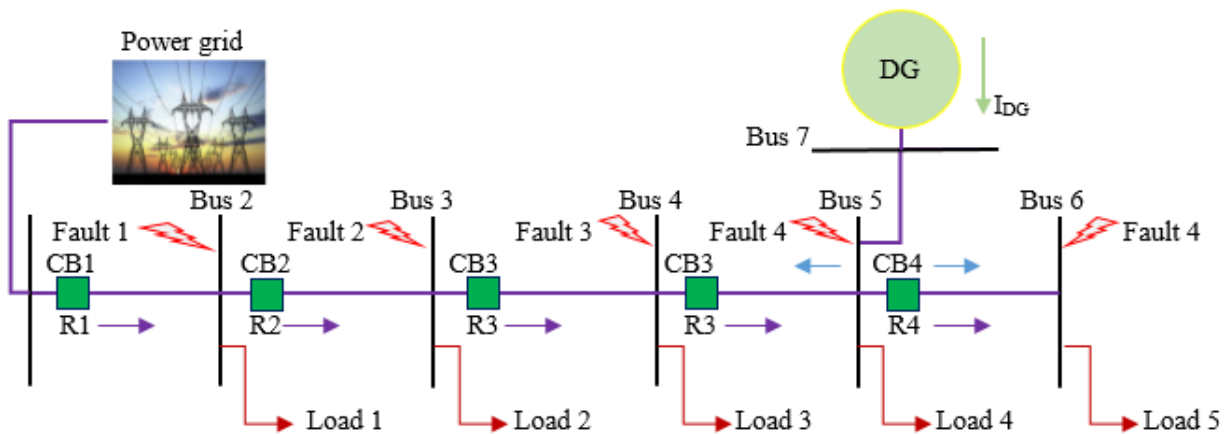 Power grid
DG
I_DG
Bus 7
Bus 2
Bus 3
Bus 4
Bus 5
Bus 6
Fault 1
Fault 2
Fault 3
Fault 4
Fault 4
CB1
CB2
CB3
CB3
CB4
R1
R2
R3
R3
R4
Load 1
Load 2
Load 3
Load 4
Load 5